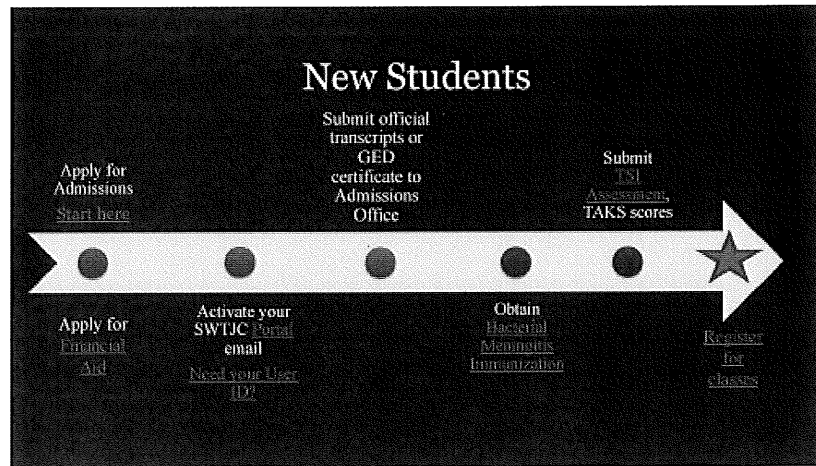 New Students
Apply for
Admissions
Start here
Apply for
Financial
Aid
Activate your
SWTJC Portal
email
Need your User
ID?
Submit official
transcripts or
GED
certificate to
Admissions
Office
Obtain
Bacterial
Meningitis
Immunization
Submit
TSI
Assessment,
TAKS scores
Register
for
classes